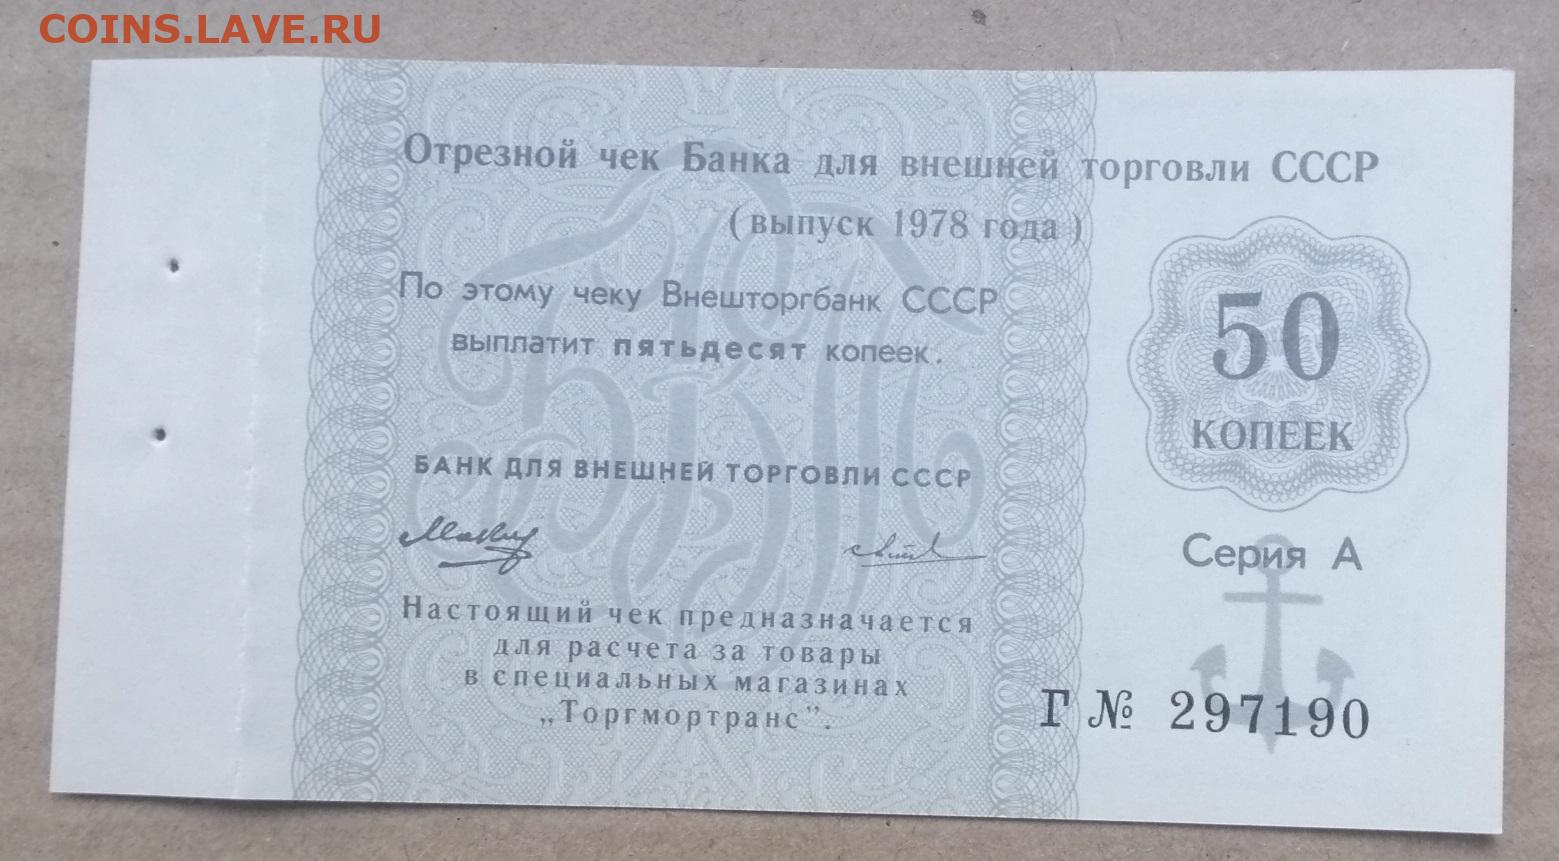 COINS.LAVE.RU
Отрезной чек Банка для внешней торговли СССР
(выпуск 1978 года)
По этому чеку Внешторгбанк СССР
выплатит пятьдесят копеек.
50
КОПЕЕК
БАНК ДЛЯ ВНЕШНЕЙ ТОРГОВЛИ СССР
Серия А
Настоящий чек предназначается
для расчета за товары
в специальных магазинах
„Торгмортранс”.
Г № 297190